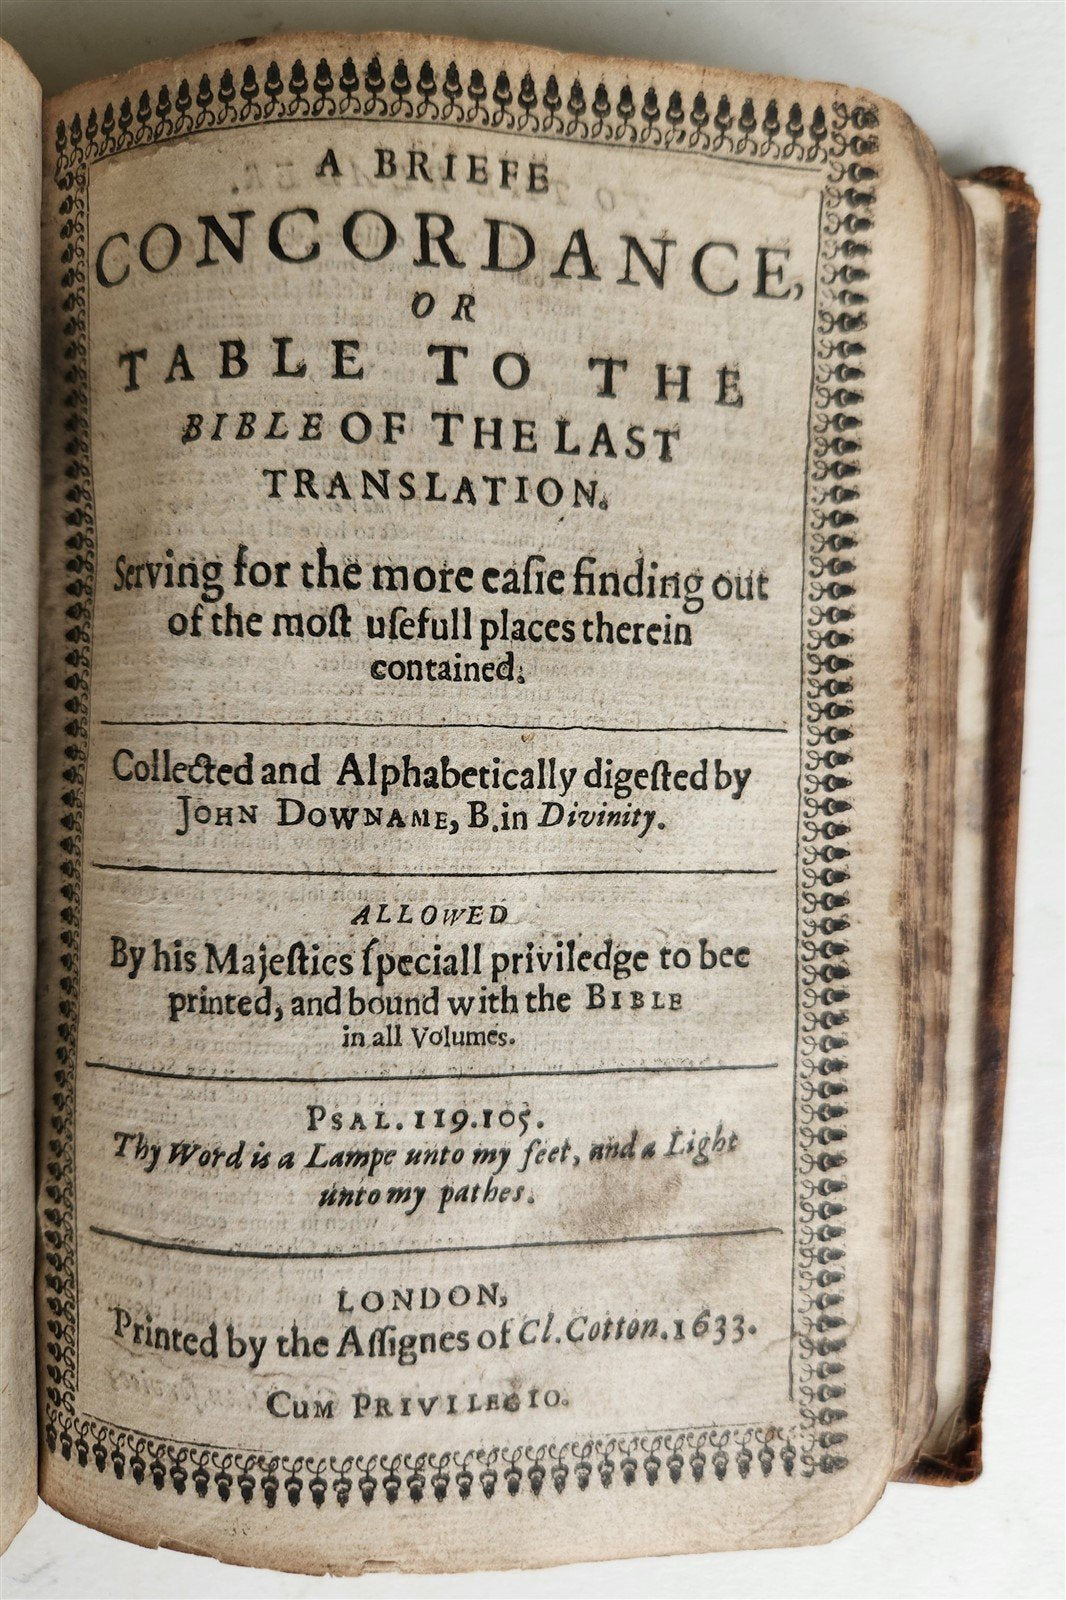 A BRIEFE
CONCORDANCE,
OR
TABLE TO THE
BIBLE OF THE LAST
TRANSLATION.
Serving for the more eaſie finding out
of the moſt uſefull places therein
contained.
Collected and Alphabetically digeſted by
JOHN DOWNAME, B. in Divinity.
ALLOWED
By his Majeſties ſpeciall priviledge to bee
printed, and bound with the BIBLE
in all Volumes.
PSAL. 119.105.
Thy Word is a Lampe unto my feet, and a Light
unto my pathes.
LONDON,
Printed by the Aſſignes of Cl. Cotton. 1633.
CUM PRIVILEGIO.